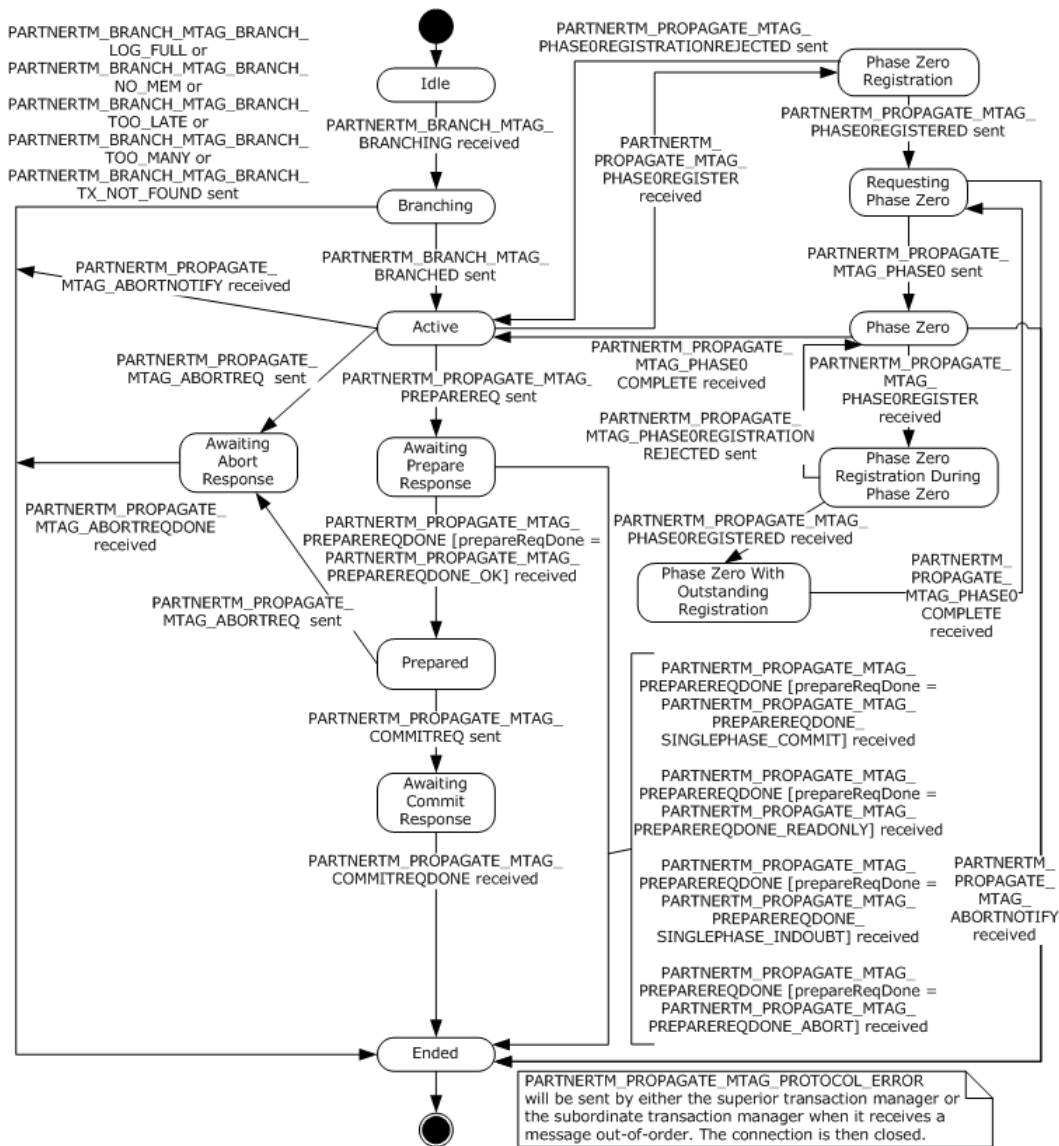 PARTNERTM_BRANCH_MTAG_BRANCH_
LOG_FULL or
PARTNERTM_BRANCH_MTAG_BRANCH_
NO_MEM or
PARTNERTM_BRANCH_MTAG_BRANCH_
TOO_LATE or
PARTNERTM_BRANCH_MTAG_BRANCH_
TOO_MANY or
PARTNERTM_BRANCH_MTAG_BRANCH_
TX_NOT_FOUND sent
Idle
PARTNERTM_BRANCH_MTAG_
BRANCHING received
Branching
PARTNERTM_BRANCH_MTAG_
BRANCHED sent
PARTNERTM_PROPAGATE_MTAG_
PHASE0REGISTRATIONREJECTED sent
Phase Zero
Registration
PARTNERTM_
PROPAGATE_MTAG_
PHASE0REGISTER
received
PARTNERTM_PROPAGATE_MTAG_
PHASE0REGISTERED sent
Requesting
Phase Zero
PARTNERTM_PROPAGATE_
MTAG_PHASE0 sent
PARTNERTM_PROPAGATE_
MTAG_ABORTNOTIFY received
Active
Phase Zero
PARTNERTM_PROPAGATE_
MTAG_ABORTREQ sent
PARTNERTM_PROPAGATE_MTAG_
PREPAREREQ sent
PARTNERTM_PROPAGATE_
MTAG_PHASE0
COMPLETE received
PARTNERTM_PROPAGATE_
MTAG_
PHASE0REGISTER
received
PARTNERTM_PROPAGATE_
MTAG_PHASE0REGISTRATION
REJECTED sent
Awaiting
Abort
Response
Awaiting
Prepare
Response
Phase Zero
Registration During
Phase Zero
PARTNERTM_PROPAGATE_
MTAG_ABORTREQDONE
received
PARTNERTM_PROPAGATE_MTAG_
PREPAREREQDONE [prepareReqDone =
PARTNERTM_PROPAGATE_MTAG_
PREPAREREQDONE_OK] received
PARTNERTM_PROPAGATE_MTAG_
PHASE0REGISTERED received
Phase Zero With
Outstanding
Registration
PARTNERTM_
PROPAGATE_
MTAG_PHASE0
COMPLETE
received
PARTNERTM_PROPAGATE_
MTAG_ABORTREQ sent
Prepared
PARTNERTM_PROPAGATE_MTAG_
COMMITREQ sent
Awaiting
Commit
Response
PARTNERTM_PROPAGATE_MTAG_
COMMITREQDONE received
PARTNERTM_PROPAGATE_MTAG_
PREPAREREQDONE [prepareReqDone =
PARTNERTM_PROPAGATE_MTAG_
PREPAREREQDONE_
SINGLEPHASE_COMMIT] received
PARTNERTM_PROPAGATE_MTAG_
PREPAREREQDONE [prepareReqDone =
PARTNERTM_PROPAGATE_MTAG_
PREPAREREQDONE_READONLY] received
PARTNERTM_PROPAGATE_MTAG_
PREPAREREQDONE [prepareReqDone =
PARTNERTM_PROPAGATE_MTAG_
PREPAREREQDONE_
SINGLEPHASE_INDOUBT] received
PARTNERTM_PROPAGATE_MTAG_
PREPAREREQDONE [prepareReqDone =
PARTNERTM_PROPAGATE_MTAG_
PREPAREREQDONE_ABORT] received
PARTNERTM_
PROPAGATE_
MTAG_
ABORTNOTIFY
received
Ended
PARTNERTM_PROPAGATE_MTAG_PROTOCOL_ERROR
will be sent by either the superior transaction manager or
the subordinate transaction manager when it receives a
message out-of-order. The connection is then closed.